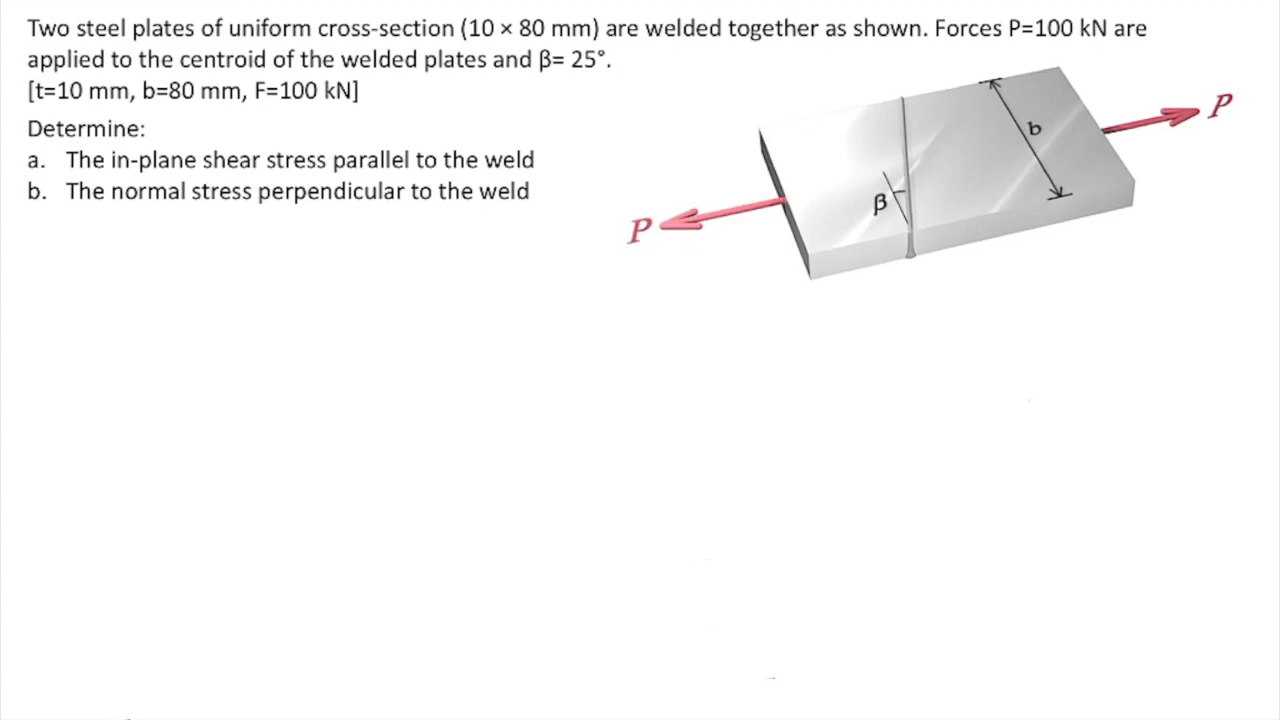 Two steel plates of uniform cross-section (10 × 80 mm) are welded together as shown. Forces P=100 kN are
applied to the centroid of the welded plates and β= 25°.
[t=10 mm, b=80 mm, F=100 kN]
Determine:
a. The in-plane shear stress parallel to the weld
b. The normal stress perpendicular to the weld
P
b
β
P